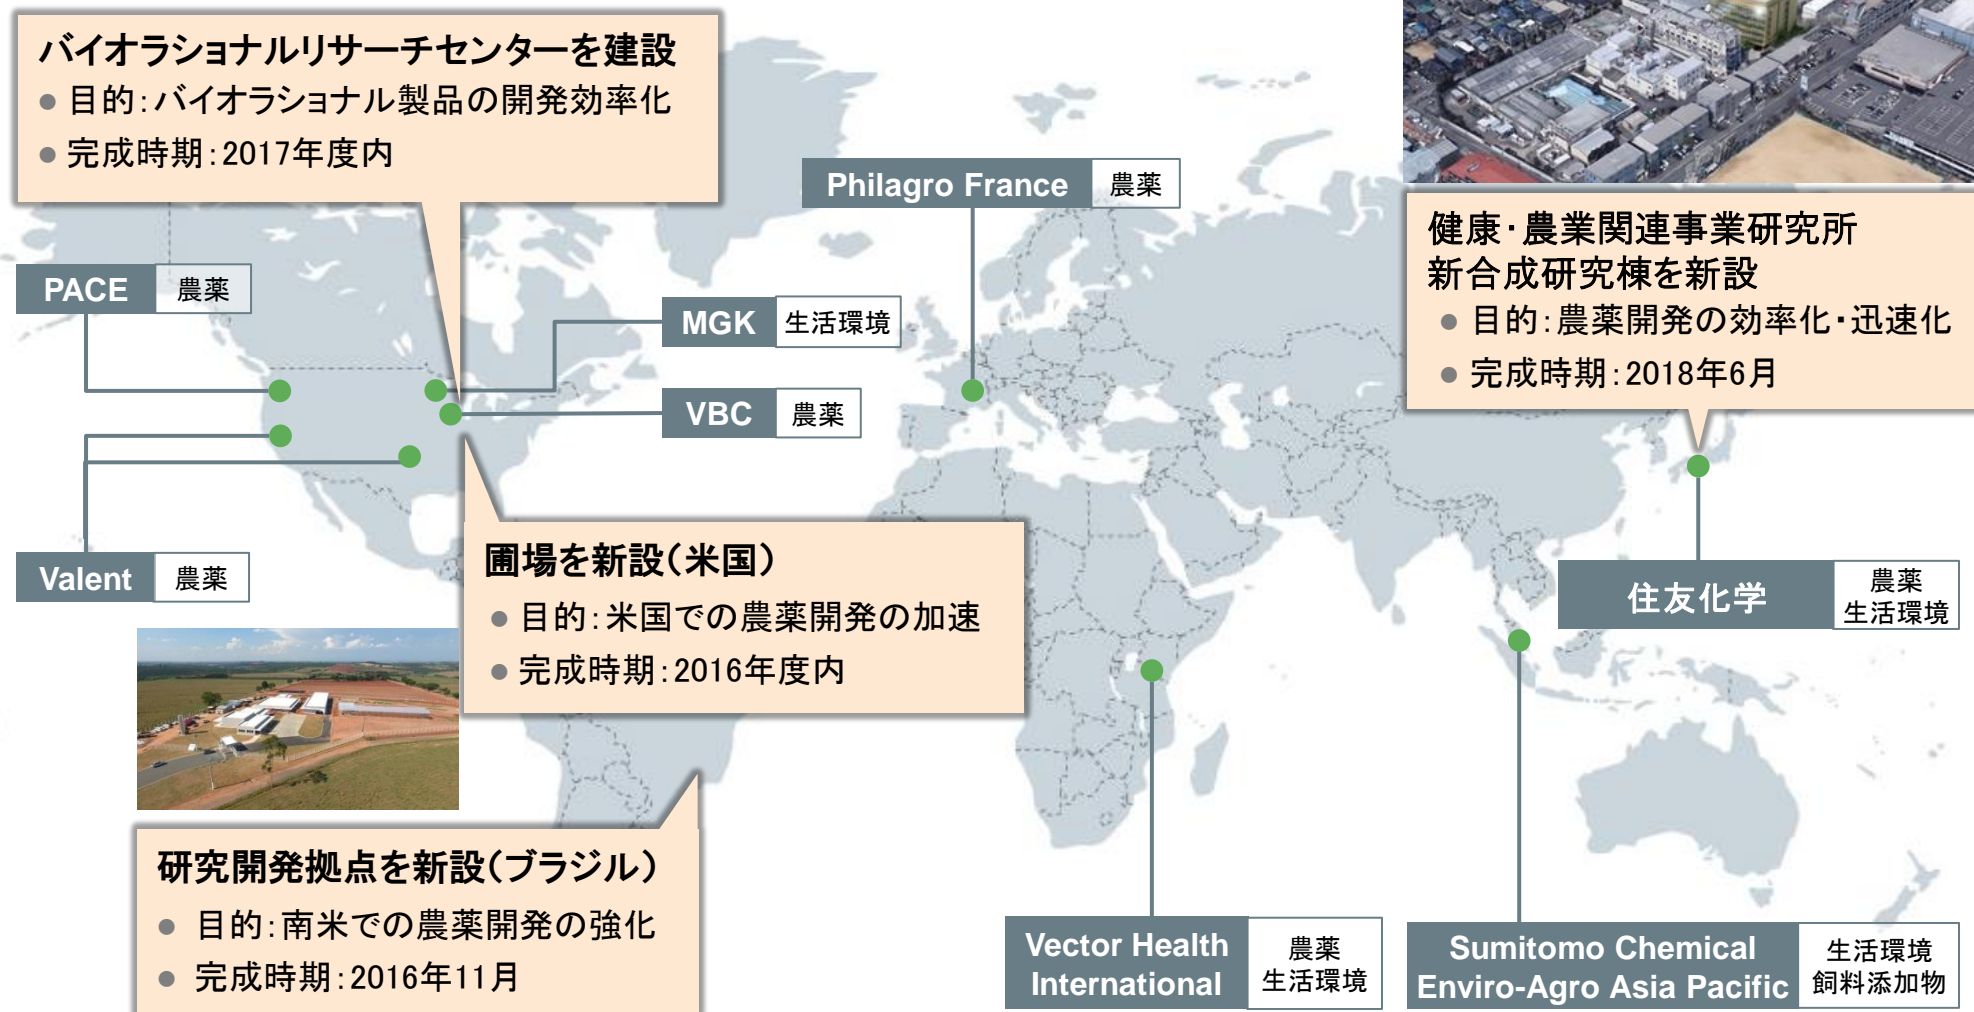 バイオラショナルリサーチセンターを建設
● 目的：バイオラショナル製品の開発効率化
● 完成時期：2017年度内
Philagro France 農薬
健康・農業関連事業研究所
新合成研究棟を新設
● 目的：農薬開発の効率化・迅速化
● 完成時期：2018年6月
PACE 農薬
MGK 生活環境
VBC 農薬
Valent 農薬
圃場を新設（米国）
● 目的：米国での農薬開発の加速
● 完成時期：2016年度内
住友化学
農薬
生活環境
研究開発拠点を新設（ブラジル）
● 目的：南米での農薬開発の強化
● 完成時期：2016年11月
Vector Health
International
農薬
生活環境
Sumitomo Chemical
Enviro-Agro Asia Pacific
生活環境
飼料添加物